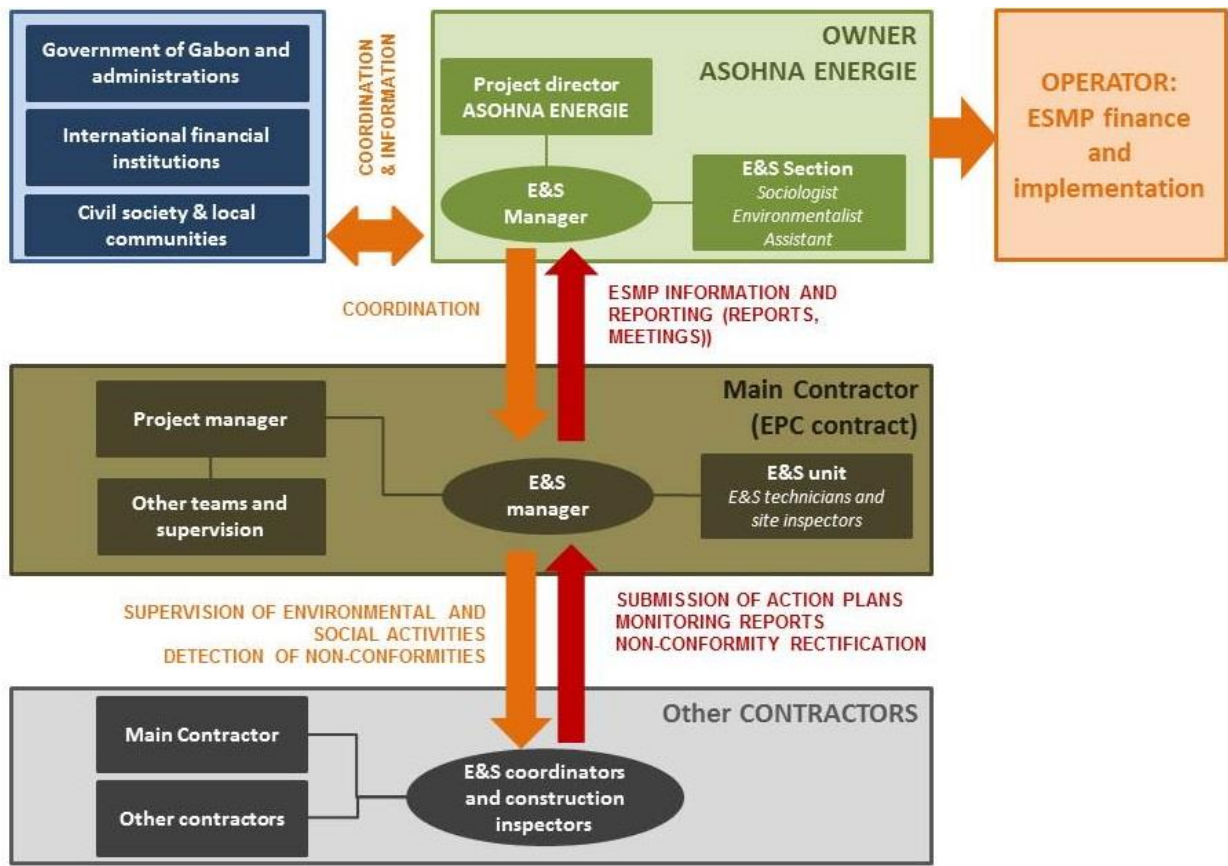 Government of Gabon and
administrations
International financial
institutions
Civil society & local
communities
COORDINATION
& INFORMATION
OWNER
ASOHNA ENERGIE
Project director
ASOHNA ENERGIE
E&S
Manager
E&S Section
Sociologist
Environmentalist
Assistant
OPERATOR:
ESMP finance
and
implementation
COORDINATION
ESMP INFORMATION AND
REPORTING (REPORTS,
MEETINGS))
Main Contractor
(EPC contract)
Project manager
Other teams and
supervision
E&S
manager
E&S unit
E&S technicians and
site inspectors
SUPERVISION OF ENVIRONMENTAL AND
SOCIAL ACTIVITIES
DETECTION OF NON-CONFORMITIES
SUBMISSION OF ACTION PLANS
MONITORING REPORTS
NON-CONFORMITY RECTIFICATION
Other CONTRACTORS
Main Contractor
Other contractors
E&S coordinators
and construction
inspectors